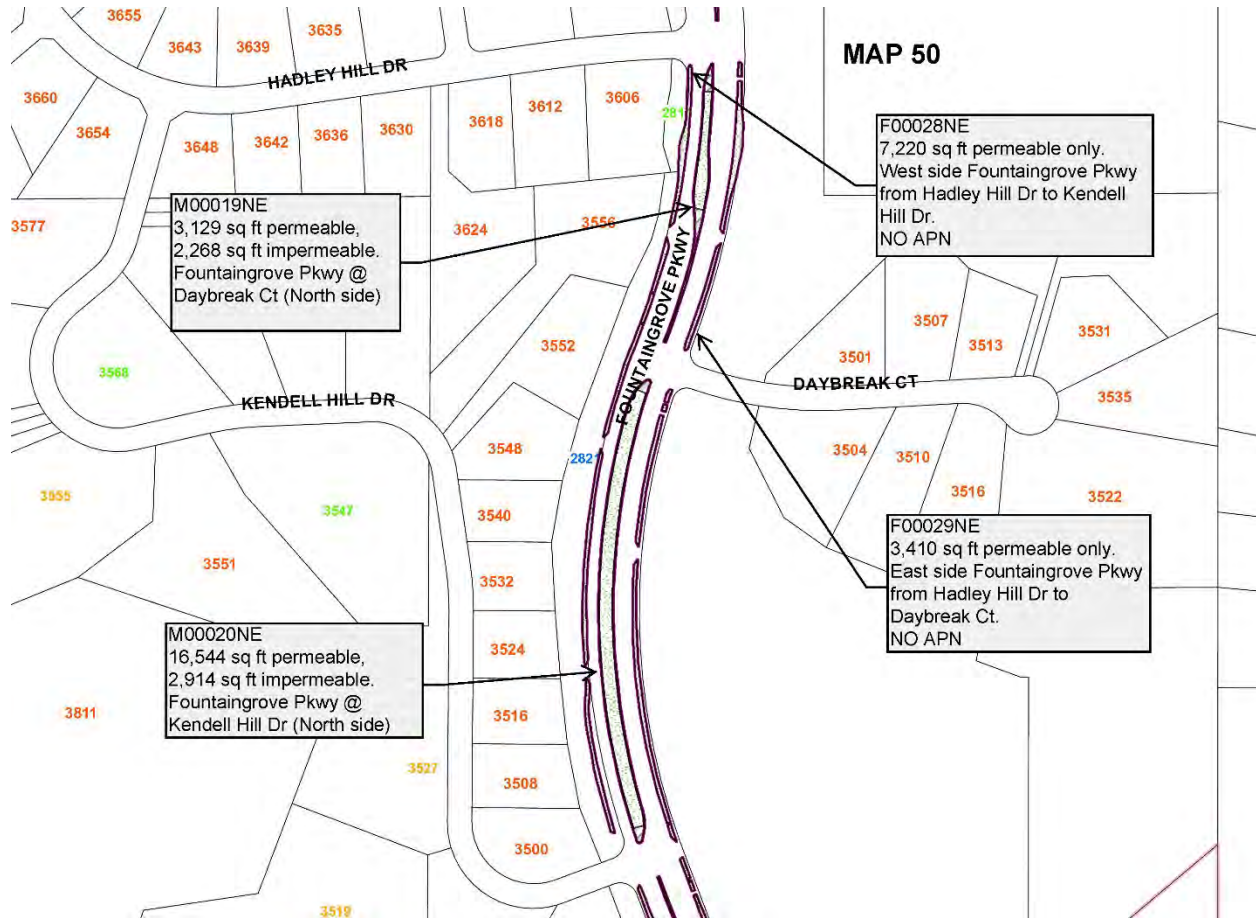 3655
3643
3639
3635
MAP 50
HADLEY HILL DR
3660
3654
3648
3642
3636
3630
3618
3612
3606
281
F00028NE
7,220 sq ft permeable only.
West side Fountaingrove Pkwy
from Hadley Hill Dr to Kendell
Hill Dr.
NO APN
M00019NE
3,129 sq ft permeable,
2,268 sq ft impermeable.
Fountaingrove Pkwy @
Daybreak Ct (North side)
3577
3624
3556
FOUNTAINGROVE PKWY
3552
3507
3513
3531
3501
3568
KENDELL HILL DR
DAYBREAK CT
3535
3548
2821
3504
3510
3516
3522
3955
3547
3540
3551
3532
F00029NE
3,410 sq ft permeable only.
East side Fountaingrove Pkwy
from Hadley Hill Dr to
Daybreak Ct.
NO APN
M00020NE
16,544 sq ft permeable,
2,914 sq ft impermeable.
Fountaingrove Pkwy @
Kendell Hill Dr (North side)
3524
3811
3516
3527
3508
3500
3519